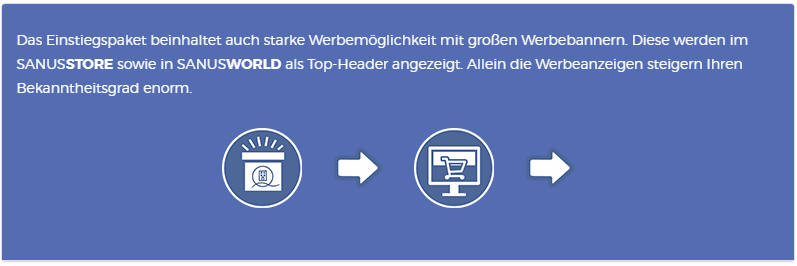 Das Einstiegspaket beinhaltet auch starke Werbemöglichkeit mit großen Werbebannern. Diese werden im
SANUSSTORE sowie in SANUSWORLD als Top-Header angezeigt. Allein die Werbeanzeigen steigern Ihren
Bekanntheitsgrad enorm.